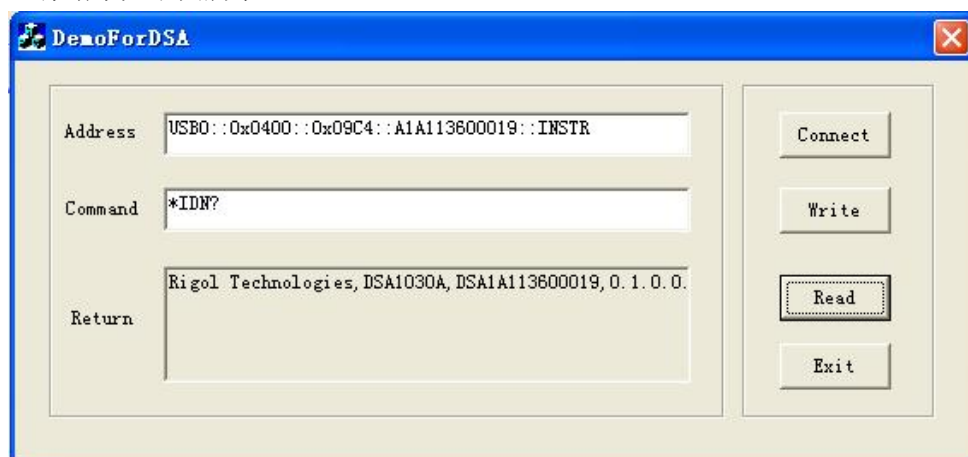 DemoForDSA
Address
USB0::0x0400::0x09C4::A1A113600019::INSTR
Connect
Command
*IDN?
Write
Return
Rigol Technologies,DSA1030A,DSA1A113600019,0.1.0.0.
Read
Exit